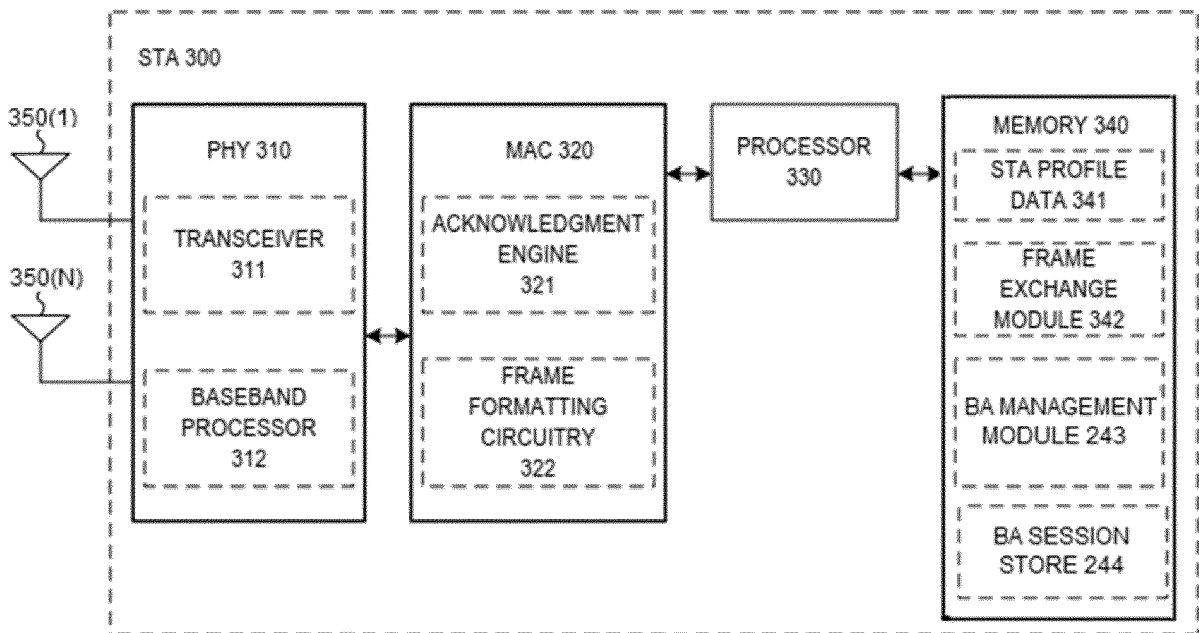 STA 300
350(1)
350(N)
PHY 310
TRANSCEIVER
311
BASEBAND
PROCESSOR
312
MAC 320
ACKNOWLEDGMENT
ENGINE
321
FRAME
FORMATTING
CIRCUITRY
322
PROCESSOR
330
MEMORY 340
STA PROFILE
DATA 341
FRAME
EXCHANGE
MODULE 342
BA MANAGEMENT
MODULE 243
BA SESSION
STORE 244